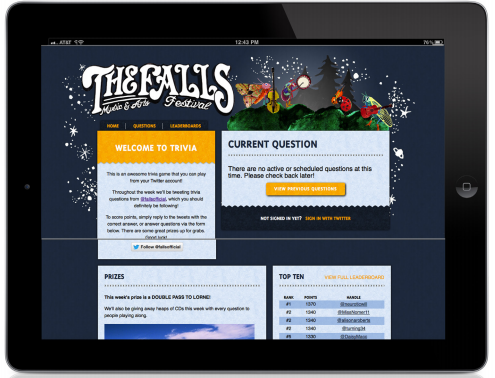 AT&T
12:43 PM
76%
THE FALLS
Music & Arts Festival
HOME
QUESTIONS
LEADERBOARDS
WELCOME TO TRIVIA
This is an awesome trivia game that you can play
from your Twitter account!
Throughout the week we'll be tweeting trivia
questions from @fallsofficial, which you should
definitely be following!
To score points, simply reply to the tweets with the
correct answer, or answer questions via the form
below. There are some great prizes up for grabs.
Good luck!
Follow @fallsofficial
CURRENT QUESTION
There are no active or scheduled questions at this
time. Please check back later!
VIEW PREVIOUS QUESTIONS
NOT SIGNED IN YET? SIGN IN WITH TWITTER
PRIZES
This week's prize is a DOUBLE PASS TO LORNE!
We'll also be giving away heaps of CDs this week with every question to
people playing along.
TOP TEN
VIEW FULL LEADERBOARD
RANK POINTS HANDLE
#1 1370
#2 1340 @MissNomer11
#2 1340 @alisonsroberts
#2 1340 @turning34
#5 1330